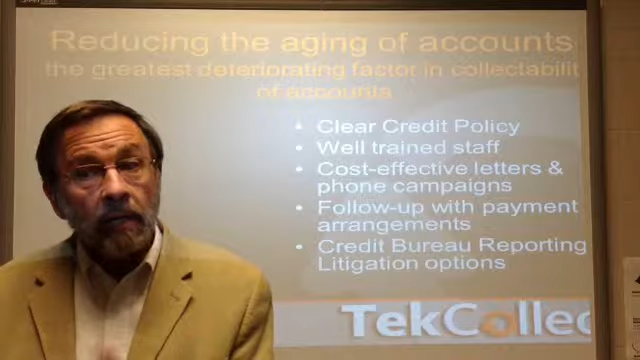 Reducing the aging of accounts
the greatest deteriorating factor in collectabilit
of accounts
• Clear Credit Policy
• Well trained staff
• Cost-effective letters &
phone campaigns
• Follow-up with payment
arrangements
• Credit Bureau Reporting
Litigation options
TekCollec